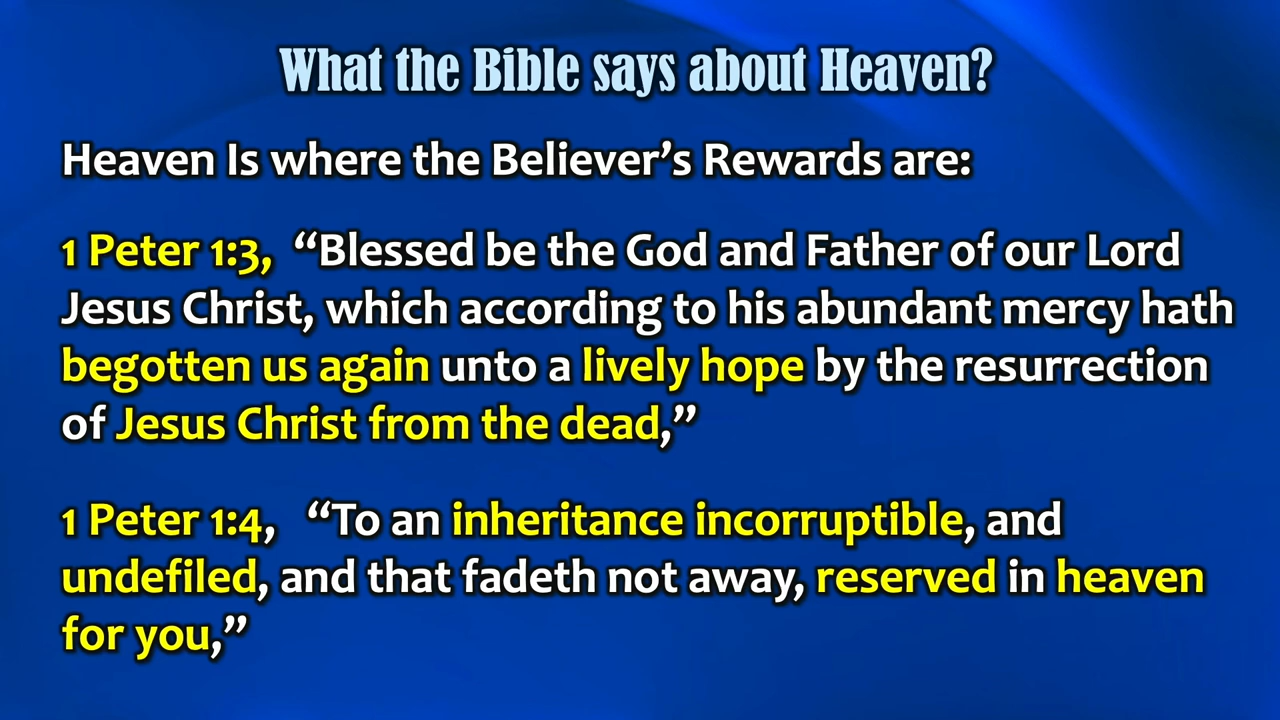 What the Bible says about Heaven?
Heaven Is where the Believer’s Rewards are:
1 Peter 1:3, “Blessed be the God and Father of our Lord
Jesus Christ, which according to his abundant mercy hath
begotten us again unto a lively hope by the resurrection
of Jesus Christ from the dead,”
1 Peter 1:4, “To an inheritance incorruptible, and
undefiled, and that fadeth not away, reserved in heaven
for you,”